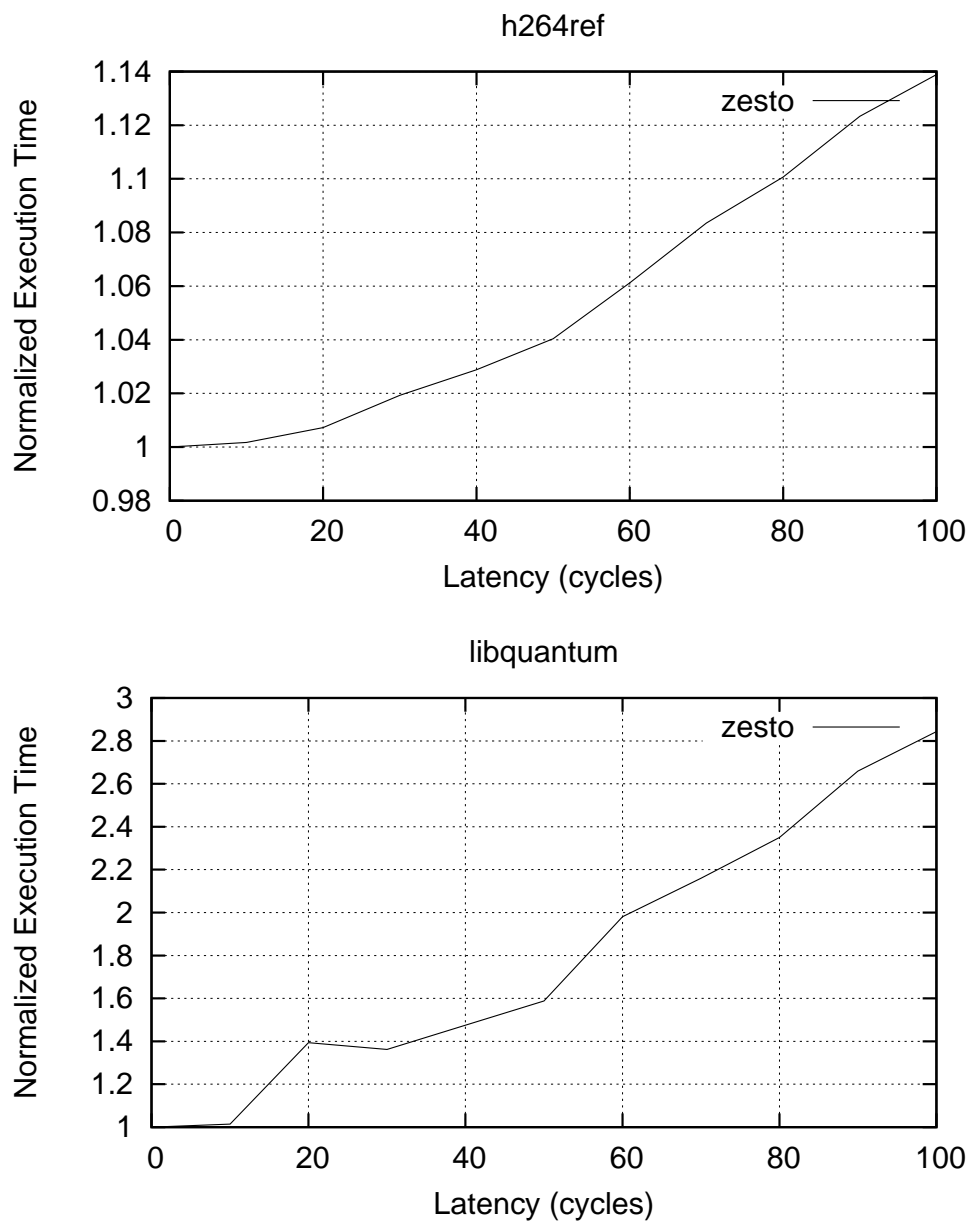 h264ref
1.14
zesto
1.12
1.1
1.08
1.06
1.04
1.02
1
0.98
Normalized Execution Time
0 20 40 60 80 100
Latency (cycles)
libquantum
3
zesto
2.8
2.6
2.4
2.2
2
1.8
1.6
1.4
1.2
1
Normalized Execution Time
0 20 40 60 80 100
Latency (cycles)